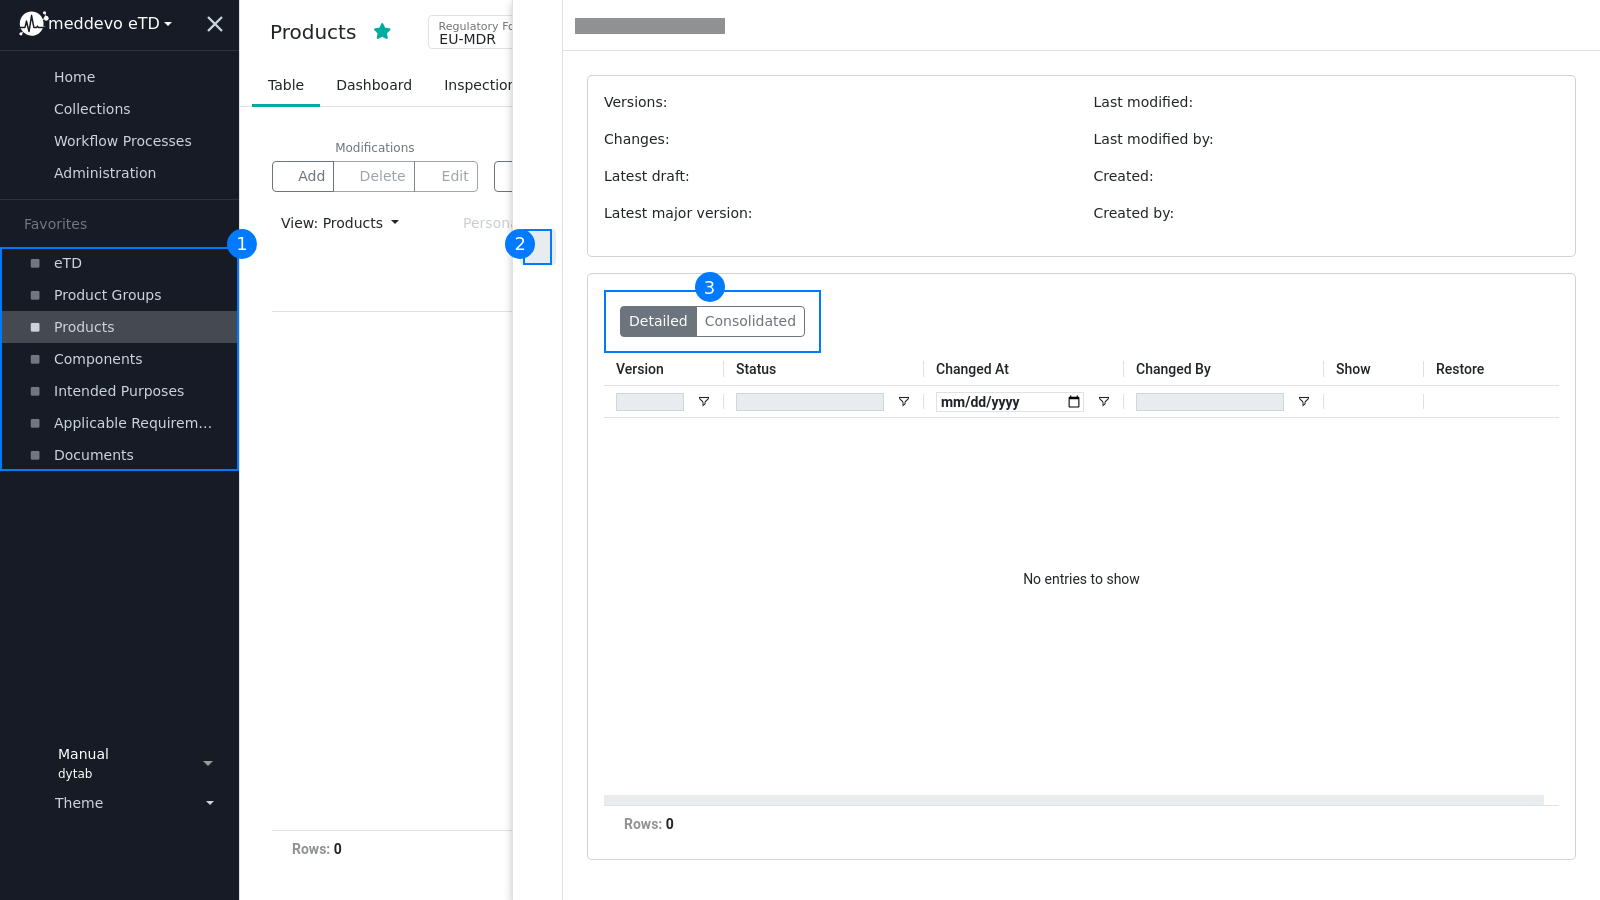 meddevo eTD
Home
Collections
Workflow Processes
Administration
Favorites
1
eTD
Product Groups
Products
Components
Intended Purposes
Applicable Requirem...
Documents
Manual
dytab
Theme
Products
Regulatory Fo
EU-MDR
Table
Dashboard
Inspection
Modifications
Add
Delete
Edit
View: Products
Persona
Rows: 0
2
Versions:
Last modified:
Changes:
Last modified by:
Latest draft:
Created:
Latest major version:
Created by:
3
Detailed
Consolidated
Version
Status
Changed At
Changed By
Show
Restore
mm/dd/yyyy
No entries to show
Rows: 0